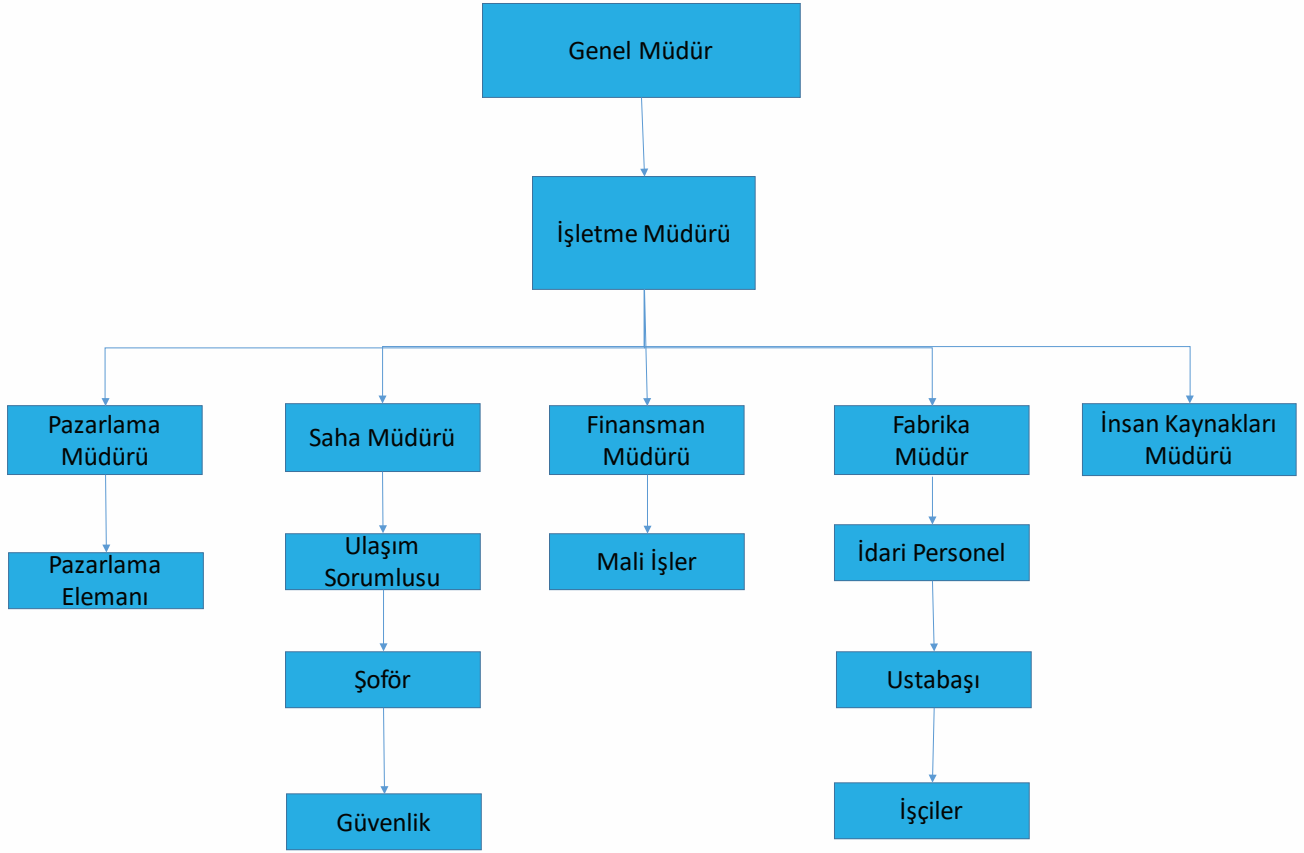 Genel Müdür
İşletme Müdürü
Pazarlama
Müdürü
Saha Müdürü
Finansman
Müdürü
Fabrika
Müdür
İnsan Kaynakları
Müdürü
Pazarlama
Elemanı
Ulaşım
Sorumlusu
Mali İşler
İdari Personel
Şoför
Ustabaşı
Güvenlik
İşçiler